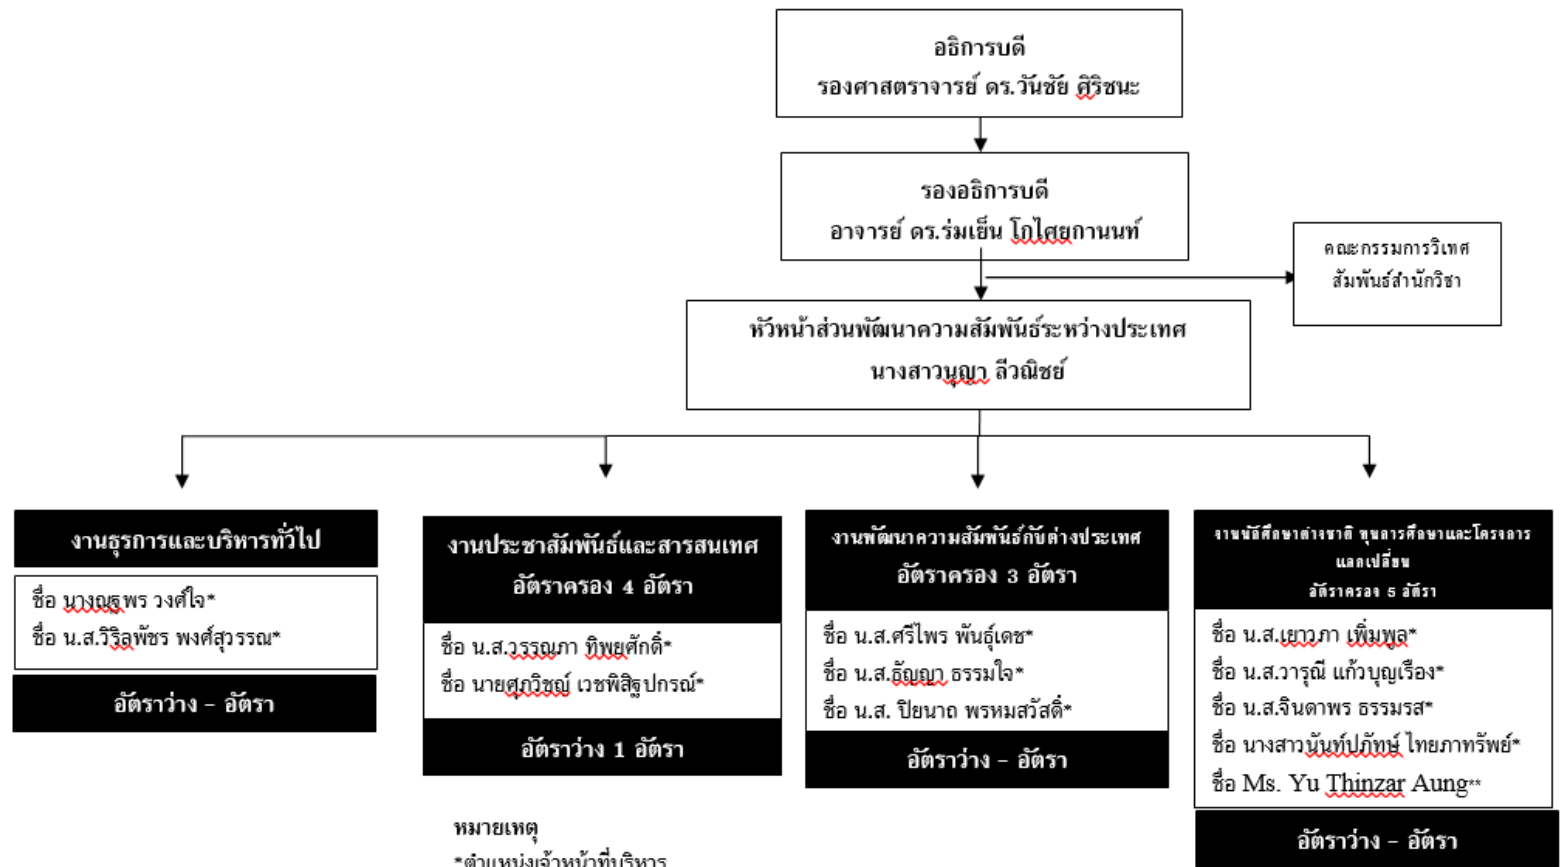 อธิการบดี
รองศาสตราจารย์ ดร.วันชัย ศิริชนะ
รองอธิการบดี
อาจารย์ ดร.ร่มเย็น โกไศยกานนท์
คณะกรรมการวิเทศ
สัมพันธ์สำนักวิชา
หัวหน้าส่วนพัฒนาความสัมพันธ์ระหว่างประเทศ
นางสาวนุญา ลีวณิชย์
งานธุรการและบริหารทั่วไป
ชื่อ นางณฐพร วงศ์ใจ*
ชื่อ น.ส.วิริลพัชร พงศ์สุวรรณ*
อัตราว่าง - อัตรา
งานประชาสัมพันธ์และสารสนเทศ
อัตราครอง 4 อัตรา
ชื่อ น.ส.วรรณภา ทิพยศักดิ์*
ชื่อ นายศุภวิชญ์ เวชพิสิฐปกรณ์*
อัตราว่าง 1 อัตรา
งานพัฒนาความสัมพันธ์กับต่างประเทศ
อัตราครอง 3 อัตรา
ชื่อ น.ส.ศรีไพร พันธุ์เดช*
ชื่อ น.ส.ธัญญา ธรรมใจ*
ชื่อ น.ส. ปิยนาถ พรหมสวัสดิ์*
อัตราว่าง - อัตรา
งานนักศึกษาต่างชาติ ทุนการศึกษาและโครงการ
แลกเปลี่ยน
อัตราครอง 5 อัตรา
ชื่อ น.ส.เยาวภา เพิ่มพูล*
ชื่อ น.ส.วารุณี แก้วบุญเรือง*
ชื่อ น.ส.จินดาพร ธรรมรส*
ชื่อ นางสาวนันท์ปภัทษ์ ไทยภาทรัพย์*
ชื่อ Ms. Yu Thinzar Aung**
อัตราว่าง - อัตรา
หมายเหตุ
*ตำแหน่งเจ้าหน้าที่บริหาร